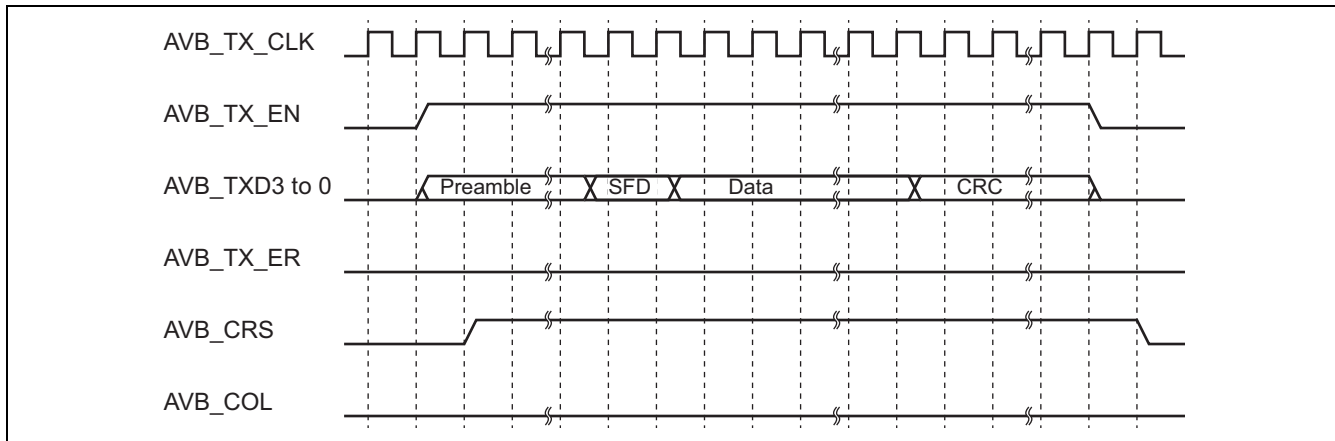 AVB_TX_CLK
AVB_TX_EN
AVB_TXD3 to 0 Preamble SFD Data CRC
AVB_TX_ER
AVB_CRS
AVB_COL